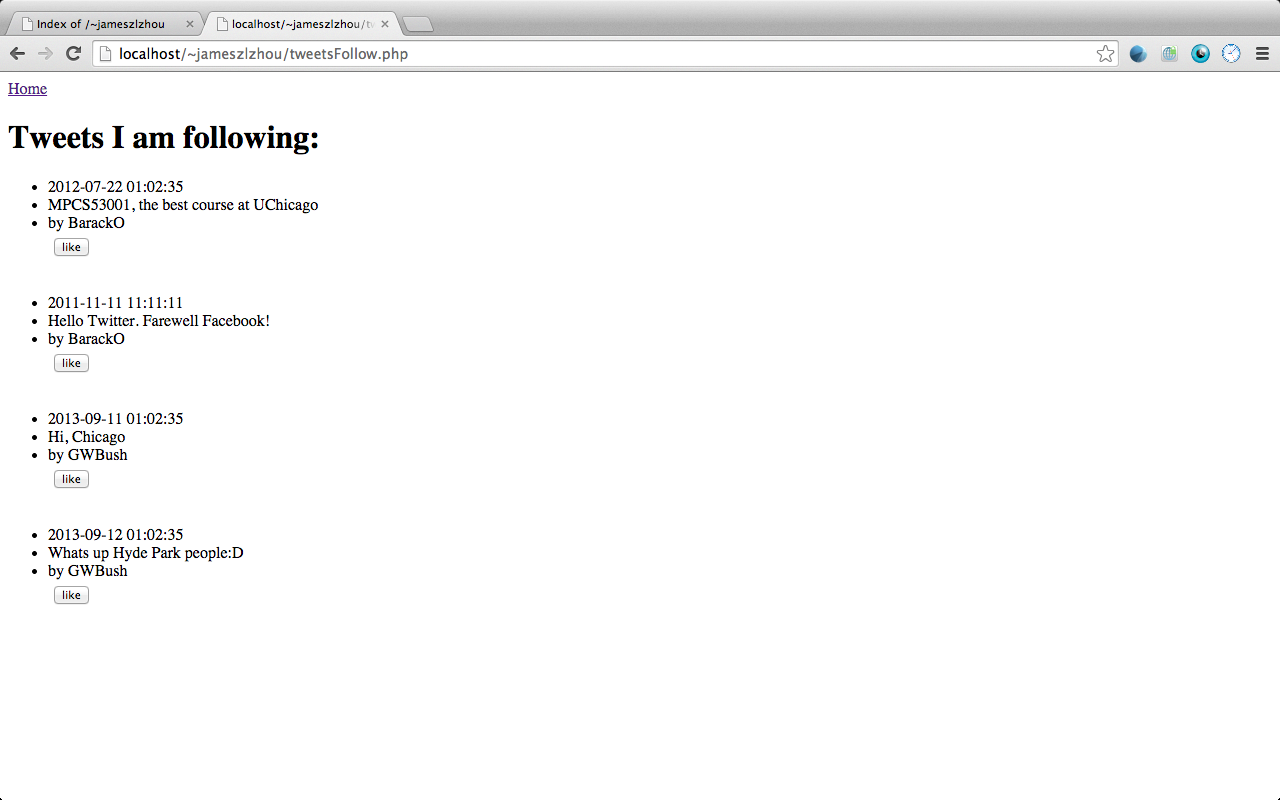 Index of /~jameszlzhou
localhost/~jameszlzhou/tw
localhost/~jameszlzhou/tweetsFollow.php
Home
Tweets I am following:
2012-07-22 01:02:35
MPCS53001, the best course at UChicago
by BarackO
like
2011-11-11 11:11:11
Hello Twitter. Farewell Facebook!
by BarackO
like
2013-09-11 01:02:35
Hi, Chicago
by GWBush
like
2013-09-12 01:02:35
Whats up Hyde Park people:D
by GWBush
like